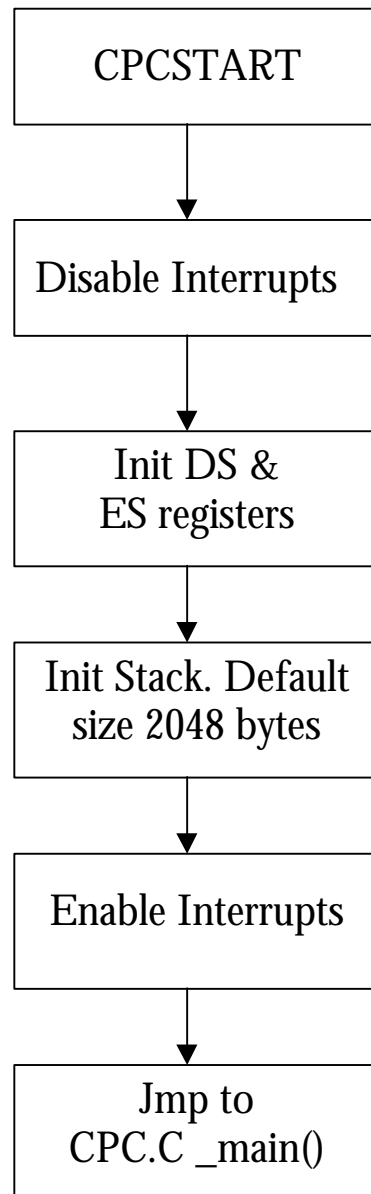 CPCSTART
Disable Interrupts
Init DS &
ES registers
Init Stack. Default
size 2048 bytes
Enable Interrupts
Jmp to
CPC.C _main()